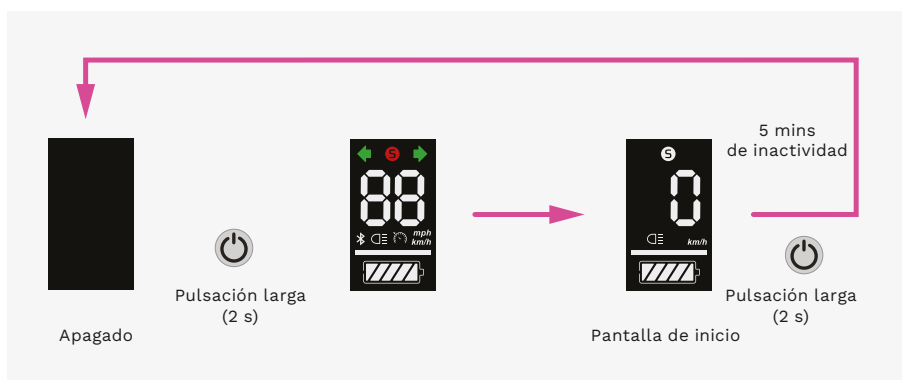 5 mins
de inactividad
S
88
mph
km/h
S
0
km/h
Pulsación larga
(2 s)
Pulsación larga
(2 s)
Apagado
Pantalla de inicio